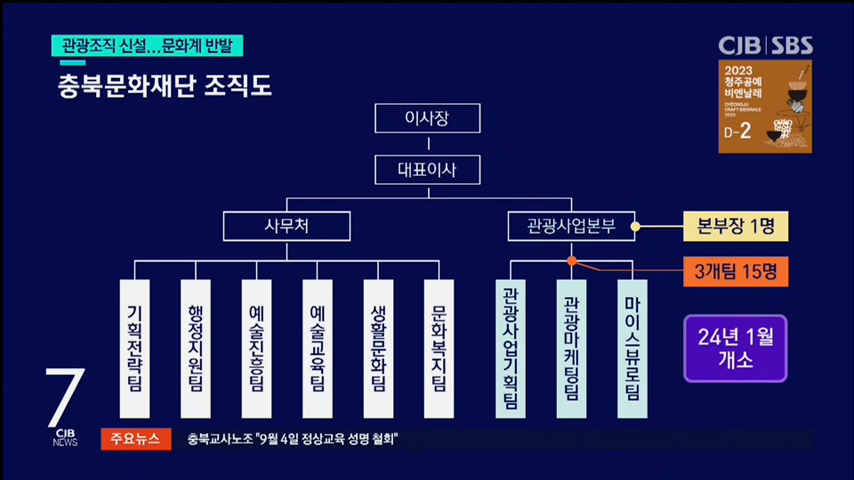 관광조직 신설...문화계 반발
충북문화재단 조직도
CJB SBS
2023
청주공예
비엔날레
CHEONGJU
CRAFT BIENNALE
2023
D-2
이사장
대표이사
사무처
관광사업본부
본부장 1명
3개팀 15명
기획전략팀
행정지원팀
예술진흥팀
예술교육팀
생활문화팀
문화복지팀
관광사업기획팀
관광마케팅팀
마이스뷰로팀
24년 1월
개소
7
CJB
NEWS
주요뉴스
충북교사노조 "9월 4일 정상교육 성명 철회"